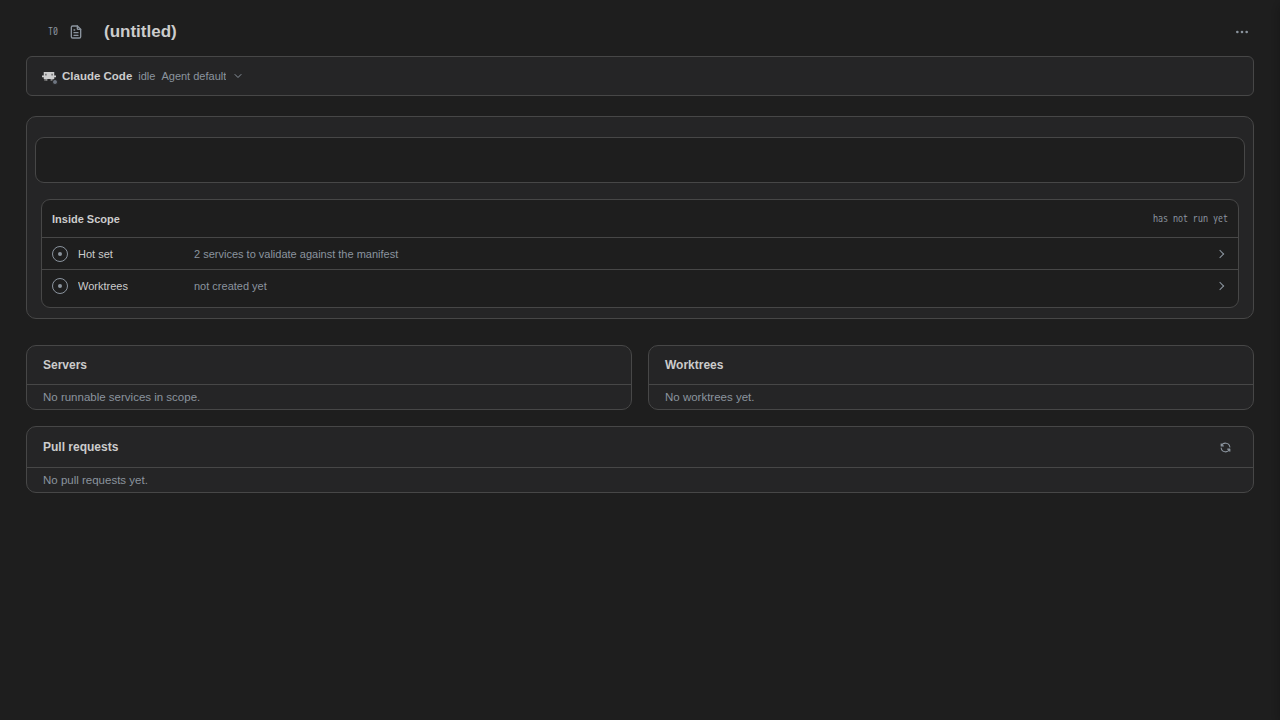 T0 (untitled)
Claude Code idle Agent default
Inside Scope has not run yet
Hot set 2 services to validate against the manifest
Worktrees not created yet
Servers
No runnable services in scope.
Worktrees
No worktrees yet.
Pull requests
No pull requests yet.